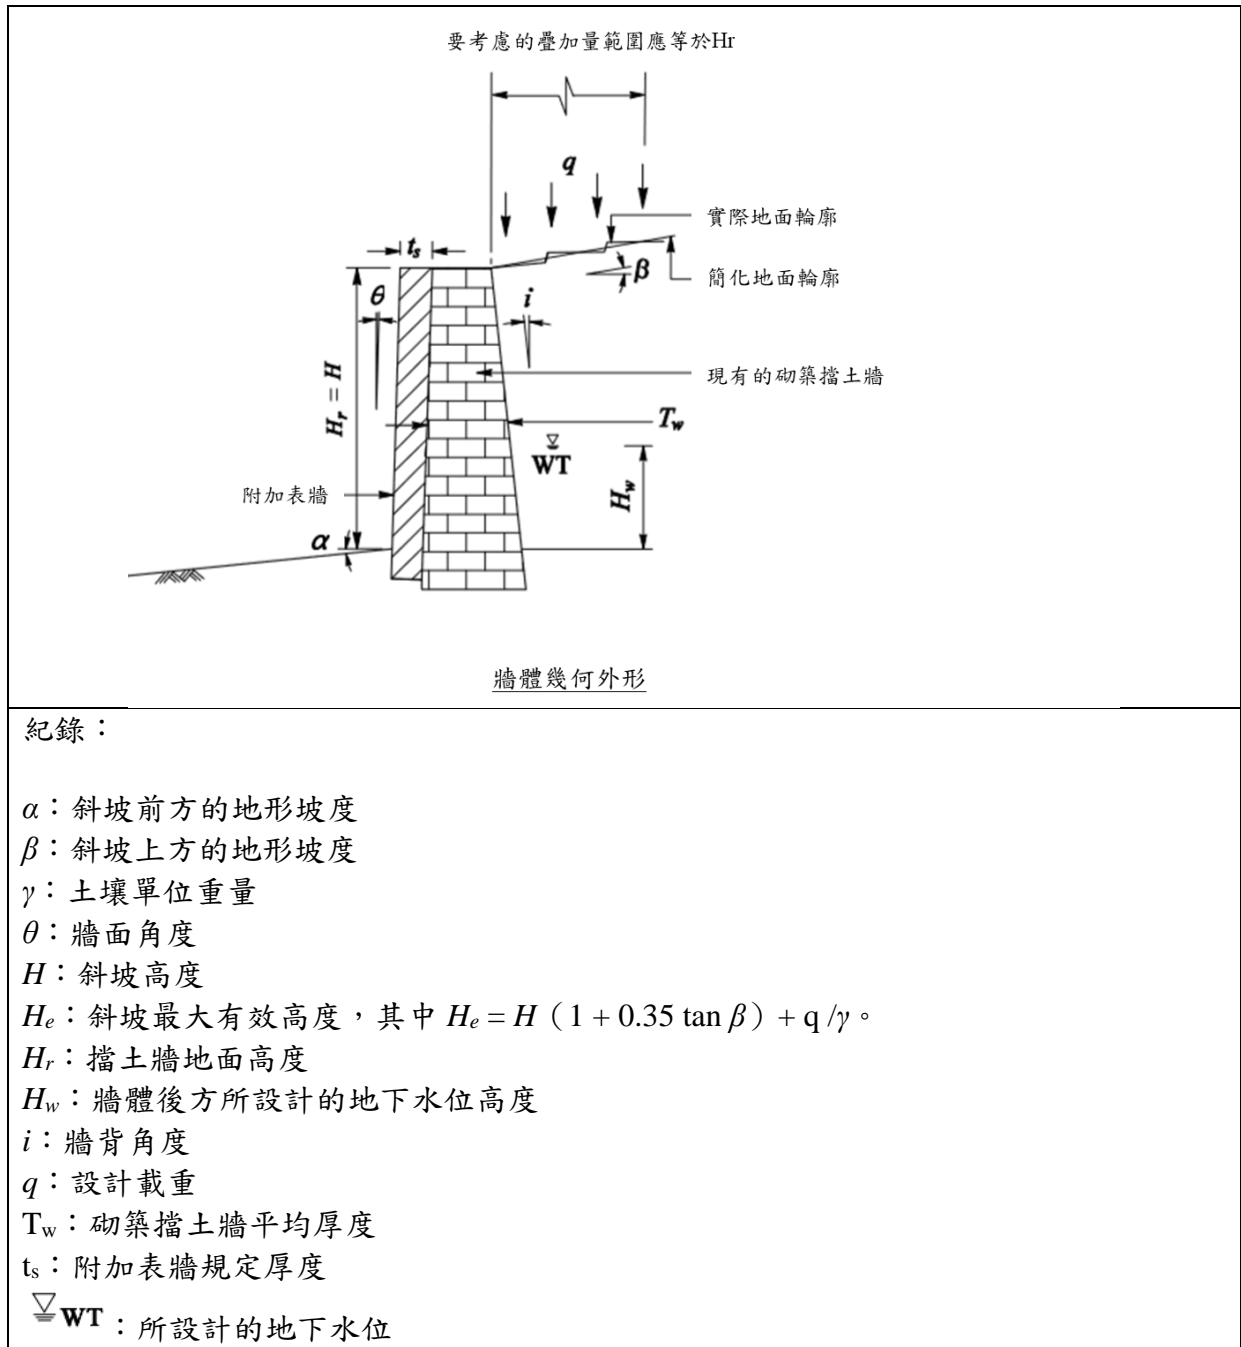 要考慮的疊加量範圍應等於Hr
q
實際地面輪廓
ts
β
簡化地面輪廓
θ
i
Hr = H
現有的砌築擋土牆
Tw
WT
Hw
附加表牆
α
牆體幾何外形
紀錄：
α：斜坡前方的地形坡度
β：斜坡上方的地形坡度
γ：土壤單位重量
θ：牆面角度
H：斜坡高度
He：斜坡最大有效高度，其中 He = H（1 + 0.35 tan β）+ q /γ。
Hr：擋土牆地面高度
Hw：牆體後方所設計的地下水位高度
i：牆背角度
q：設計載重
Tw：砌築擋土牆平均厚度
ts：附加表牆規定厚度
WT：所設計的地下水位